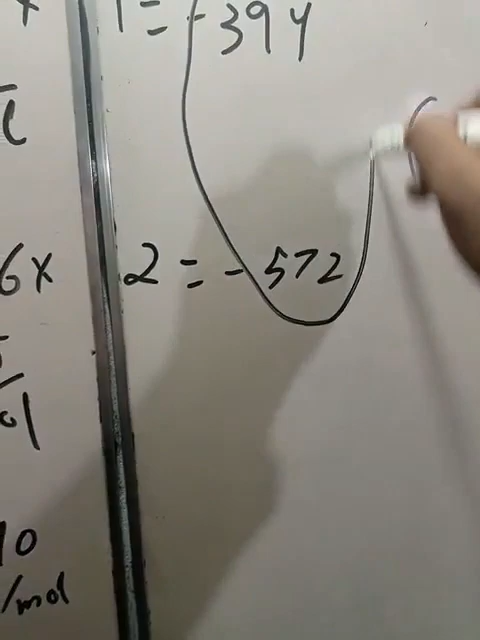 x 1 = -394
6x 2 = -572
ol
10
/mol